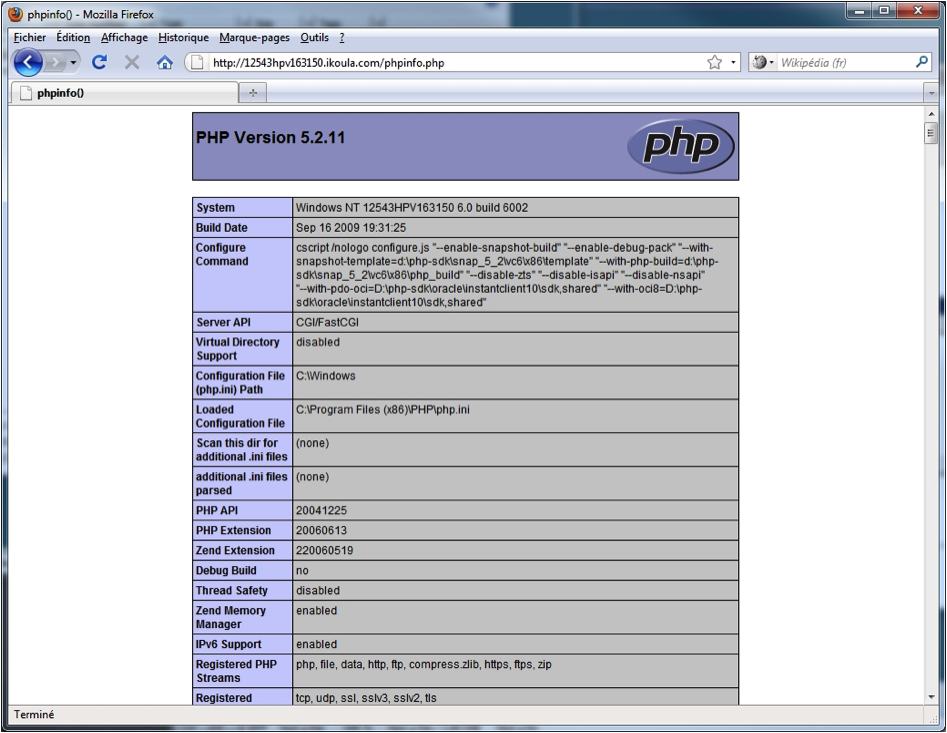 phpinfo() - Mozilla Firefox
Fichier Édition Affichage Historique Marque-pages Outils ?
http://12543hpv163150.ikoula.com/phpinfo.php Wikipédia (fr)
phpinfo()
PHP Version 5.2.11
php
System Windows NT 12543HPV163150 6.0 build 6002
Build Date Sep 16 2009 19:31:25
Configure cscript /nologo configure.js "--enable-snapshot-build" "--enable-debug-pack" "--with-
Command snapshot-template=d:\php-sdk\snap_5_2\vc6\x86\template" "--with-php-build=d:\php-
sdk\snap_5_2\vc6\x86\php_build" "--disable-zts" "--disable-isapi" "--disable-nsapi"
"--with-pdo-oci=D:\php-sdk\oracle\instantclient10\sdk,shared" "--with-oci8=D:\php-
sdk\oracle\instantclient10\sdk,shared"
Server API CGI/FastCGI
Virtual Directory disabled
Support
Configuration File C:\Windows
(php.ini) Path
Loaded C:\Program Files (x86)\PHP\php.ini
Configuration File
Scan this dir for (none)
additional .ini files
additional .ini files (none)
parsed
PHP API 20041225
PHP Extension 20060613
Zend Extension 220060519
Debug Build no
Thread Safety disabled
Zend Memory enabled
Manager
IPv6 Support enabled
Registered PHP php, file, data, http, ftp, compress.zlib, https, ftps, zip
Streams
Registered tcp, udp, ssl, sslv3, sslv2, tls
Terminé